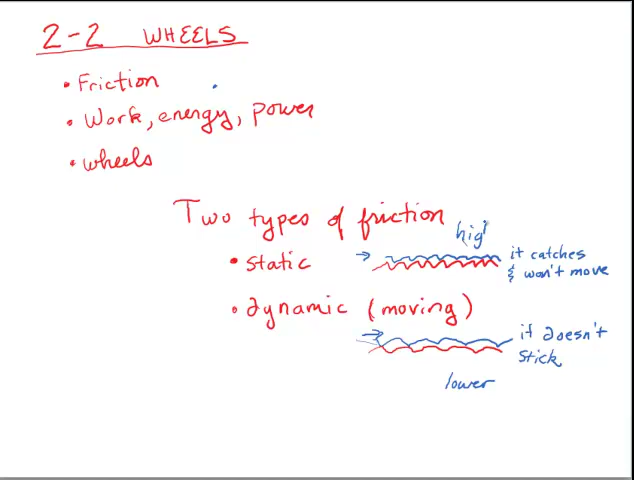 2-2 WHEELS
• Friction
• Work, energy, power
• wheels
Two types of friction
hig
• static
it catches
& won't move
• dynamic (moving)
it doesn't
stick
lower